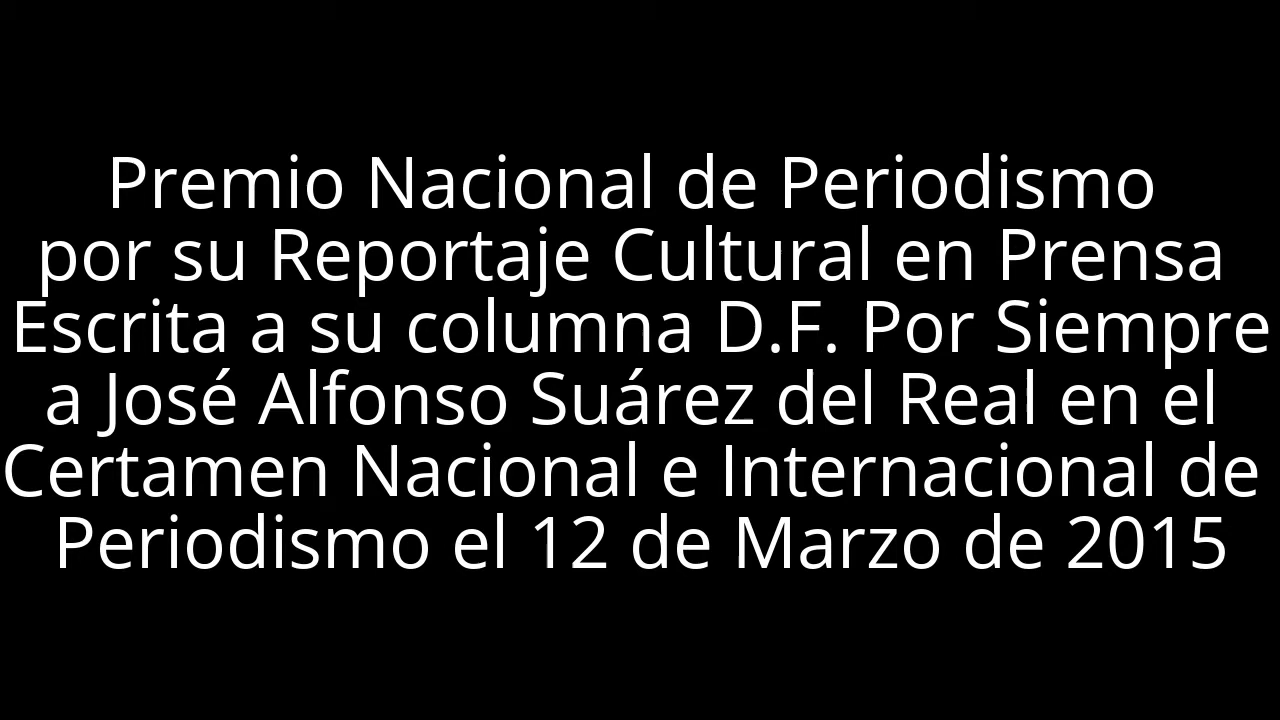 Premio Nacional de Periodismo
por su Reportaje Cultural en Prensa
Escrita a su columna D.F. Por Siempre
a José Alfonso Suárez del Real en el
Certamen Nacional e Internacional de
Periodismo el 12 de Marzo de 2015